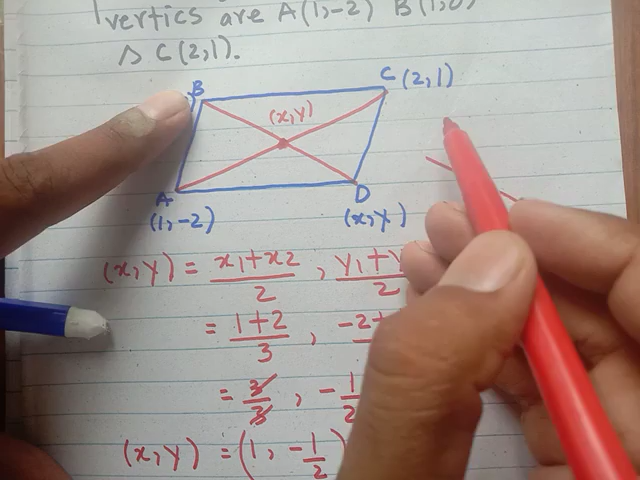 vertics are A(1,-2) B(1,0)
& C(2,1).
B
C (2,1)
(x,y)
A
D
(1,-2)
(x,y)
(x,y) = x1+x2/2 , y1+y/2
= 1+2/3 , -2+
= 3/3 , -1/2
(x,y) = (1, -1/2)